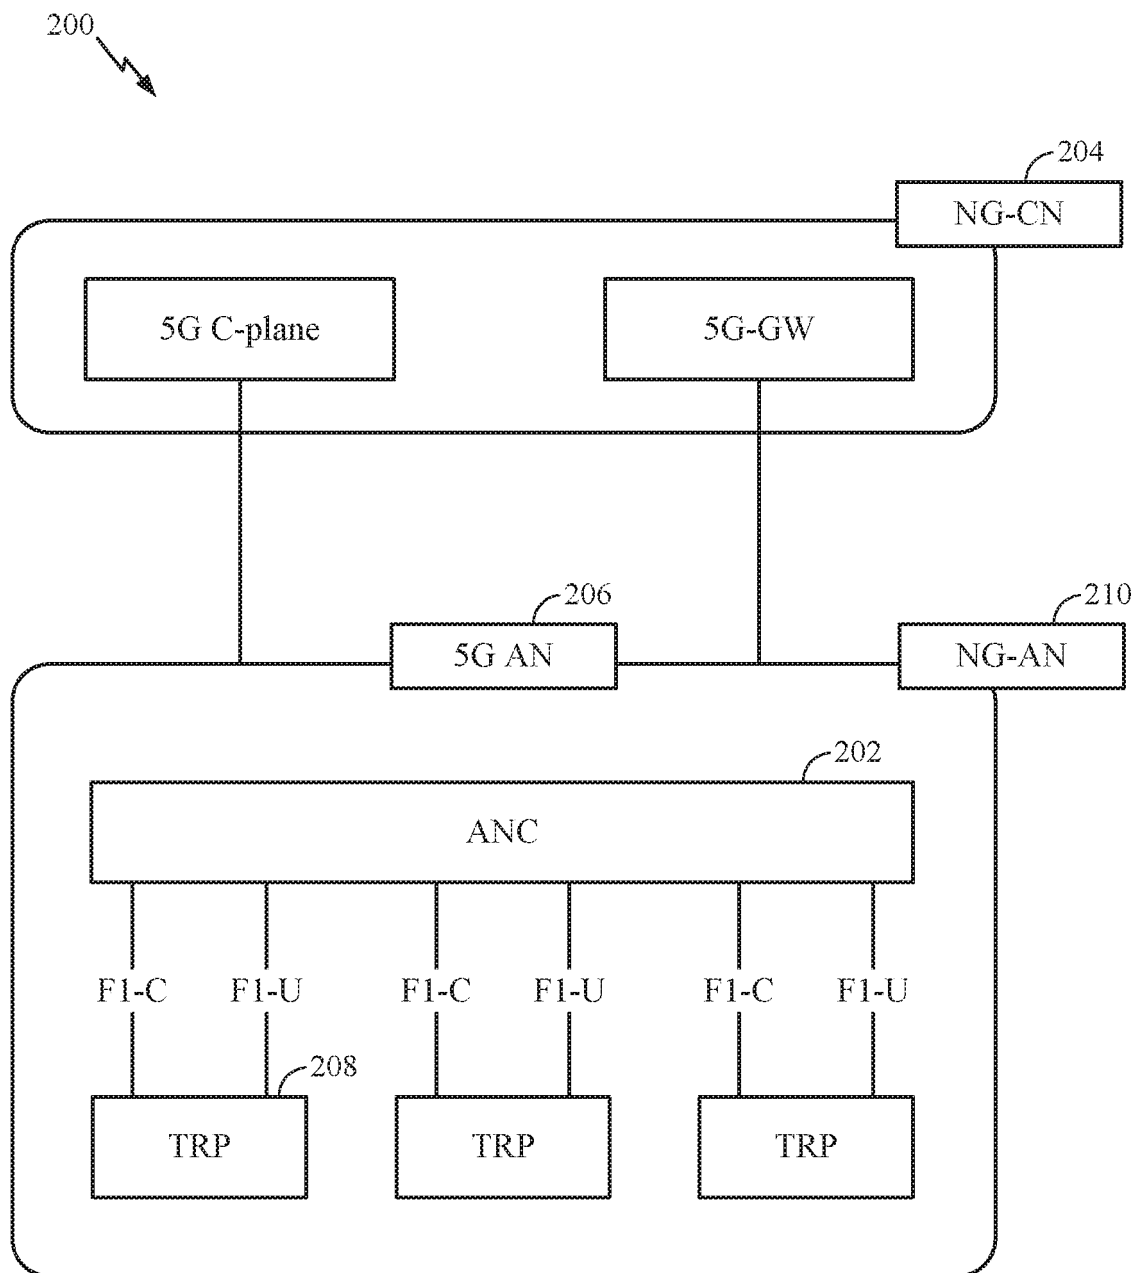 200
204
NG-CN
5G C-plane
5G-GW
206
210
5G AN
NG-AN
202
ANC
F1-C F1-U F1-C F1-U F1-C F1-U
208
TRP TRP TRP